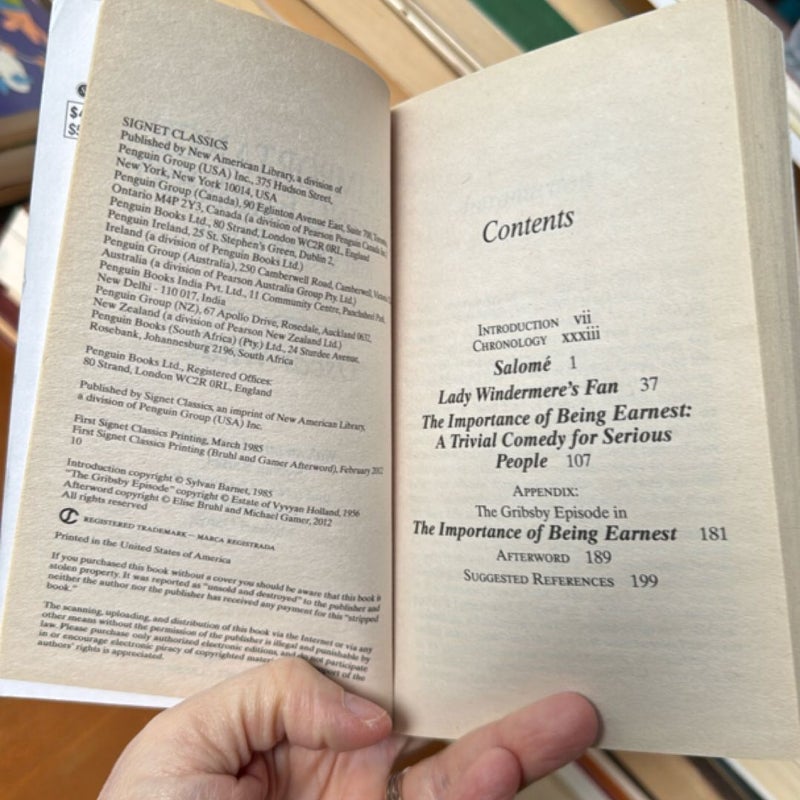 $
$
SIGNET CLASSICS
Published by New American Library, a division of
Penguin Group (USA) Inc., 375 Hudson Street,
New York, New York 10014, USA
Penguin Group (Canada), 90 Eglinton Avenue East, Suite 700, Toronto,
Ontario M4P 2Y3, Canada (a division of Pearson Penguin Canada Inc.)
Penguin Books Ltd., 80 Strand, London WC2R 0RL, England
Penguin Ireland, 25 St. Stephen's Green, Dublin 2,
Ireland (a division of Penguin Books Ltd.)
Penguin Group (Australia), 250 Camberwell Road, Camberwell,
Australia (a division of Pearson Australia Group Pty. Ltd.)
Penguin Books India Pvt. Ltd., 11 Community Centre, Panchsheel Park,
New Delhi - 110 017, India
Penguin Group (NZ), 67 Apollo Drive, Rosedale, Auckland 0632,
New Zealand (a division of Pearson New Zealand Ltd.)
Penguin Books (South Africa) (Pty.) Ltd., 24 Sturdee Avenue,
Rosebank, Johannesburg 2196, South Africa
Penguin Books Ltd., Registered Offices:
80 Strand, London WC2R 0RL, England
Published by Signet Classics, an imprint of New American Library,
a division of Penguin Group (USA) Inc.
First Signet Classics Printing, March 1985
First Signet Classics Printing (Bruhl and Gamer Afterword), February 2012
10
Introduction copyright © Sylvan Barnet, 1985
"The Gribsby Episode" copyright © Estate of Vyvyan Holland, 1956
Afterword copyright © Elise Bruhl and Michael Gamer, 2012
All rights reserved
REGISTERED TRADEMARK—MARCA REGISTRADA
Printed in the United States of America
If you purchased this book without a cover you should be aware that this book is
stolen property. It was reported as "unsold and destroyed" to the publisher and
neither the author nor the publisher has received any payment for this "stripped
book."
The scanning, uploading, and distribution of this book via the Internet or via any
other means without the permission of the publisher is illegal and punishable by
law. Please purchase only authorized electronic editions, and do not participate
in or encourage electronic piracy of copyrighted materials. support of the
authors' rights is appreciated.
Contents
INTRODUCTION vii
CHRONOLOGY xxxiii
Salomé 1
Lady Windermere's Fan 37
The Importance of Being Earnest:
A Trivial Comedy for Serious
People 107
APPENDIX:
The Gribsby Episode in
The Importance of Being Earnest 181
AFTERWORD 189
SUGGESTED REFERENCES 199